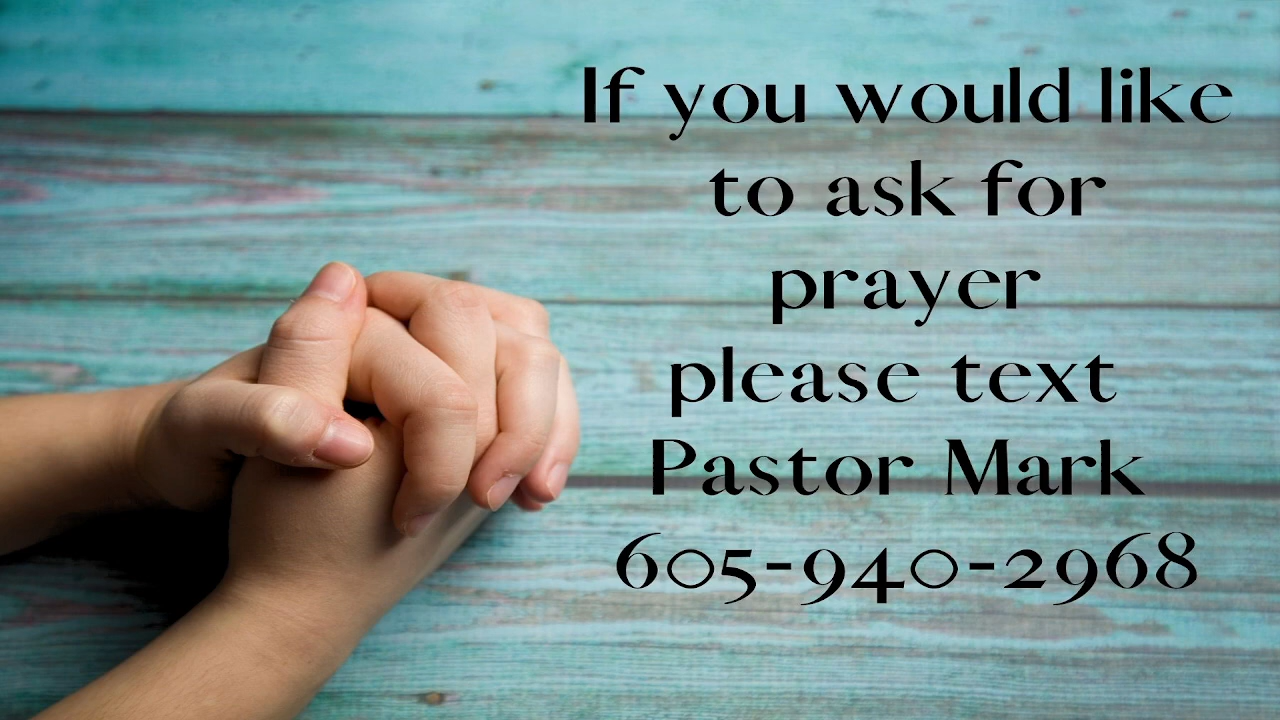 If you would like
to ask for
prayer
please text
Pastor Mark
605-940-2968